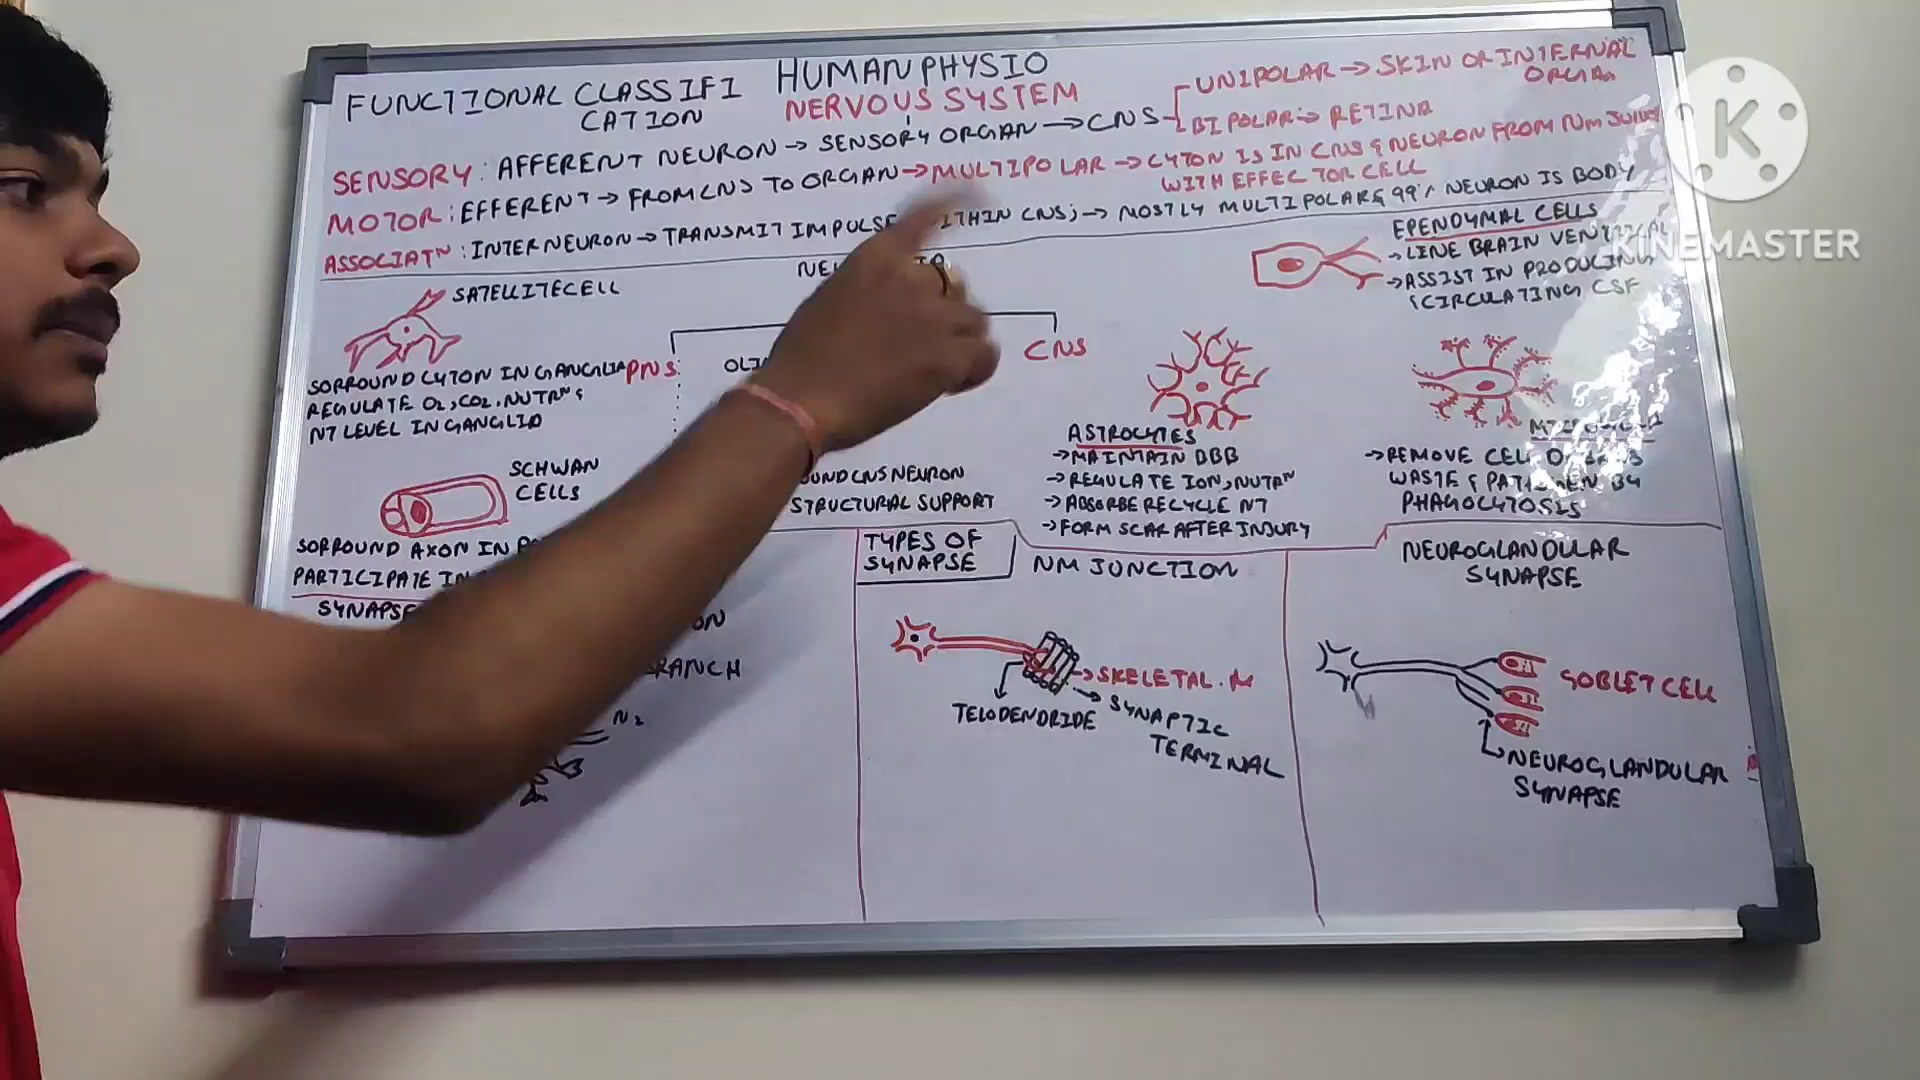 HUMAN PHYSIO
NERVOUS SYSTEM
FUNCTIONAL CLASSIFI
CATION
SENSORY: AFFERENT NEURON → SENSORY ORGAN → CNS
UNIPOLAR → SKIN OR INTERNAL
ORGAN
BIPOLAR → RETINA
MOTOR: EFFERENT → FROM CNS TO ORGAN → MULTIPOLAR → CYTON IS IN CNS & NEURON FROM NM
WITH EFFECTOR CELL
ASSOCIATN: INTERNEURON → TRANSMIT IMPULSE WITHIN CNS; → MOSTLY MULTIPOLAR & 99% NEURON IS BODY
SATELLITE CELL
SORROUND CYTON IN GANGLIA
REGULATE O2, CO2, NUTRN &
NT LEVEL IN GANGLIA
PNS
CNS
EPENDYMAL CELLS
→ LINE BRAIN
→ ASSIST IN PRODUCING
& CIRCULATING CSF
SCHWAN
CELLS
SORROUND AXON IN
PARTICIPATE IN
CNS NEURON
STRUCTURAL SUPPORT
ASTROCYTES
→ MAINTAIN BBB
→ REGULATE ION, NUTRN
→ ABSORBE RECYCLE NT
→ FORM SCAR AFTER INJURY
→ REMOVE CELL
WASTE & BY
PHAGOCYTOSIS
SYNAPSE
N2
TYPES OF
SYNAPSE
NM JUNCTION
SKELETAL. M
TELODENDRIDE
SYNAPTIC
TERMINAL
NEUROGLANDULAR
SYNAPSE
GOBLET CELL
NEUROGLANDULAR
SYNAPSE
K
KINEMASTER